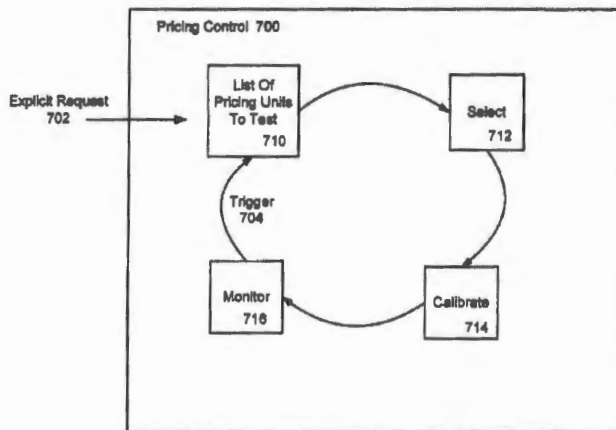 Pricing Control 700
Explicit Request
702
List Of
Pricing Units
To Test
710
Select
712
Trigger
704
Monitor
716
Calibrate
714